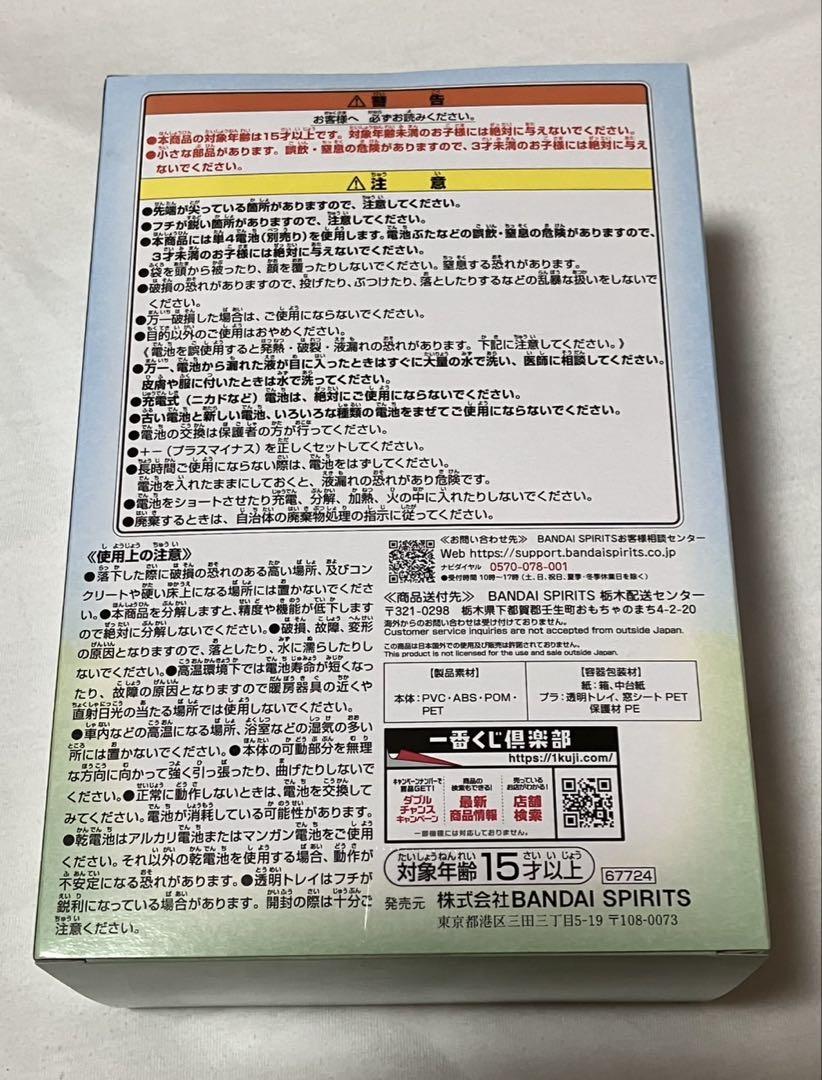 ⚠警告
お客様へ 必ずお読みください。
●本商品の対象年齢は15才以上です。対象年齢未満のお子様には絶対に与えないでください。
●小さな部品があります。誤飲・窒息の危険がありますので、3才未満のお子様には絶対に与え
ないでください。
⚠注意
●先端が尖っている箇所がありますので、注意してください。
●フチが鋭い箇所がありますので、注意してください。
●本商品には単4電池(別売り)を使用します。電池ぶたなどの誤飲・窒息の危険がありますので、
3才未満のお子様には絶対に与えないでください。
●袋を頭から被ったり、顔を覆ったりしないでください。窒息する恐れがあります。
●破損の恐れがありますので、投げたり、ぶつけたり、落としたりするなどの乱暴な扱いをしないで
ください。
●万一破損した場合は、ご使用にならないでください。
●目的以外のご使用はおやめください。
《電池を誤使用すると発熱・破裂・液漏れの恐れがあります。下記に注意してください。》
●万一、電池から漏れた液が目に入ったときはすぐに大量の水で洗い、医師に相談してください。
皮膚や服に付いたときは水で洗ってください。
●充電式(ニカドなど)電池は、絶対にご使用にならないでください。
●古い電池と新しい電池、いろいろな種類の電池をまぜてご使用にならないでください。
●電池の交換は保護者の方が行ってください。
●+−(プラスマイナス)を正しくセットしてください。
●長時間ご使用にならない際は、電池をはずしてください。
電池を入れたままにしておくと、液漏れの恐れがあり危険です。
●電池をショートさせたり充電、分解、加熱、火の中に入れたりしないでください。
●廃棄するときは、自治体の廃棄物処理の指示に従ってください。
《使用上の注意》
●落下した際に破損の恐れのある高い場所、及びコン
クリートや硬い床上になる場所には置かないでくださ
い。●本商品を分解しますと、精度や機能が低下します
ので絶対に分解しないでください。●破損、故障、変形
の原因となりますので、落としたり、水に濡らしたりし
ないでください。●高温環境下では電池寿命が短くなっ
たり、故障の原因となりますので暖房器具の近くや
直射日光の当たる場所では使用しないでください。
●車内などの高温になる場所、浴室などの湿気の多い
所には置かないでください。●本体の可動部分を無理
な方向に向かって強く引っ張ったり、曲げたりしないで
ください。●正常に動作しないときは、電池を交換して
みてください。電池が消耗している可能性があります。
●乾電池はアルカリ電池またはマンガン電池をご使用
ください。それ以外の乾電池を使用する場合、動作が
不安定になる恐れがあります。●透明トレイはフチが
鋭利になっている場合があります。開封の際は十分ご
注意ください。
≪お問い合わせ先≫ BANDAI SPIRITSお客様相談センター
Web https://support.bandaispirits.co.jp
ナビダイヤル 0570-078-001
●受付時間 10時〜17時(土、日、祝日、夏季・冬季休業日を除く)
≪商品送付先≫ BANDAI SPIRITS 栃木配送センター
〒321-0298 栃木県下都賀郡壬生町おもちゃのまち4-2-20
海外からのお問い合わせは受け付けておりません。
Customer service inquiries are not accepted from outside Japan.
この商品は日本国外での使用及び販売は許諾されておりません。
This product is not licensed for the use and sale outside Japan.
【製品素材】
本体:PVC・ABS・POM・
PET
【容器包装材】
紙:箱、中台紙
プラ:透明トレイ、窓シート PET
保護材 PE
一番くじ倶楽部
https://1kuji.com/
キャンペーンナンバーで
賞品GET!
ダブル
チャンス
キャンペーン
商品の
検索もできる!
最新
商品情報
売っている
お店がわかる!
店舗
検索
一部機種には対応しておりません。
対象年齢15才以上
67724
発売元 株式会社BANDAI SPIRITS
東京都港区三田三丁目5-19 〒108-0073